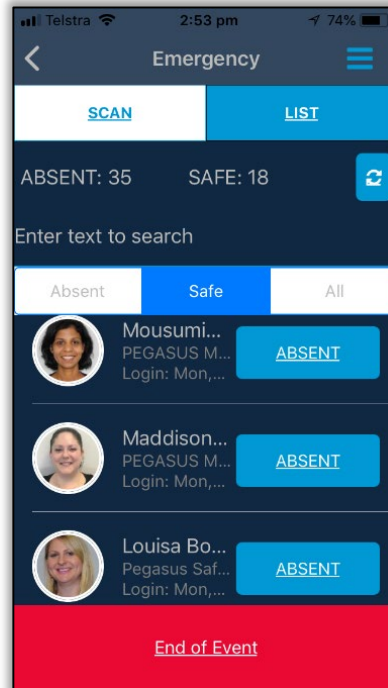 Telstra 2:53 pm 74%
Emergency
SCAN LIST
ABSENT: 35 SAFE: 18
Enter text to search
Absent Safe All
Mousumi...
PEGASUS M...
Login: Mon,...
ABSENT
Maddison...
PEGASUS M...
Login: Mon,...
ABSENT
Louisa Bo...
Pegasus Saf...
Login: Mon,...
ABSENT
End of Event